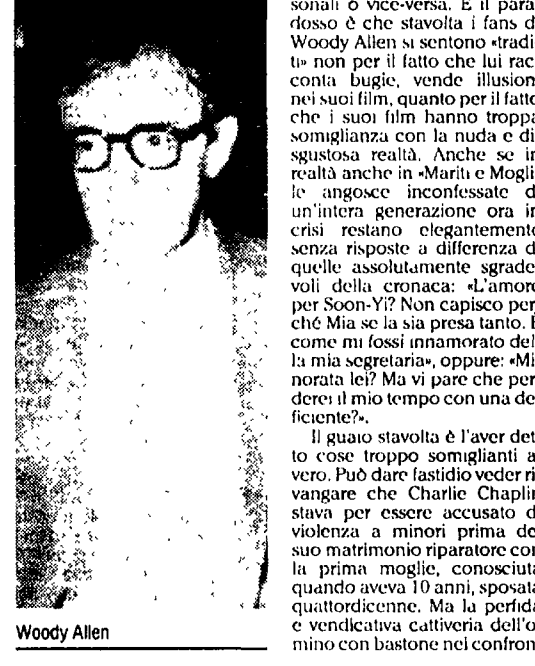 sonali o vice-versa. E il para
dosso è che stavolta i fans d
Woody Allen si sentono «tradi
ti» non per il fatto che lui rac
conta bugie, vende illusion
nei suoi film, quanto per il fatto
che i suoi film hanno troppa
somiglianza con la nuda e di
sgustosa realtà. Anche se in
realtà anche in «Mariti e Mogli
le angosce inconfessate d
un'intera generazione ora in
crisi restano elegantemente
senza risposte a differenza d
quelle assolutamente sgrade
voli della cronaca: «L'amore
per Soon-Yi? Non capisco per
ché Mia se la sia presa tanto. È
come mi fossi innamorato del
la mia segretaria», oppure: «Mi
norata lei? Ma vi pare che per
derei il mio tempo con una de
ficiente?».
Il guaio stavolta è l'aver det
to cose troppo somiglianti a
vero. Può dare fastidio veder ri
vangare che Charlie Chaplin
stava per essere accusato d
violenza a minori prima de
suo matrimonio riparatore con
la prima moglie, conosciuta
quando aveva 10 anni, sposata
quattordicenne. Ma la perfida
e vendicativa cattiveria dell'o
mino con bastone nei confron
Woody Allen